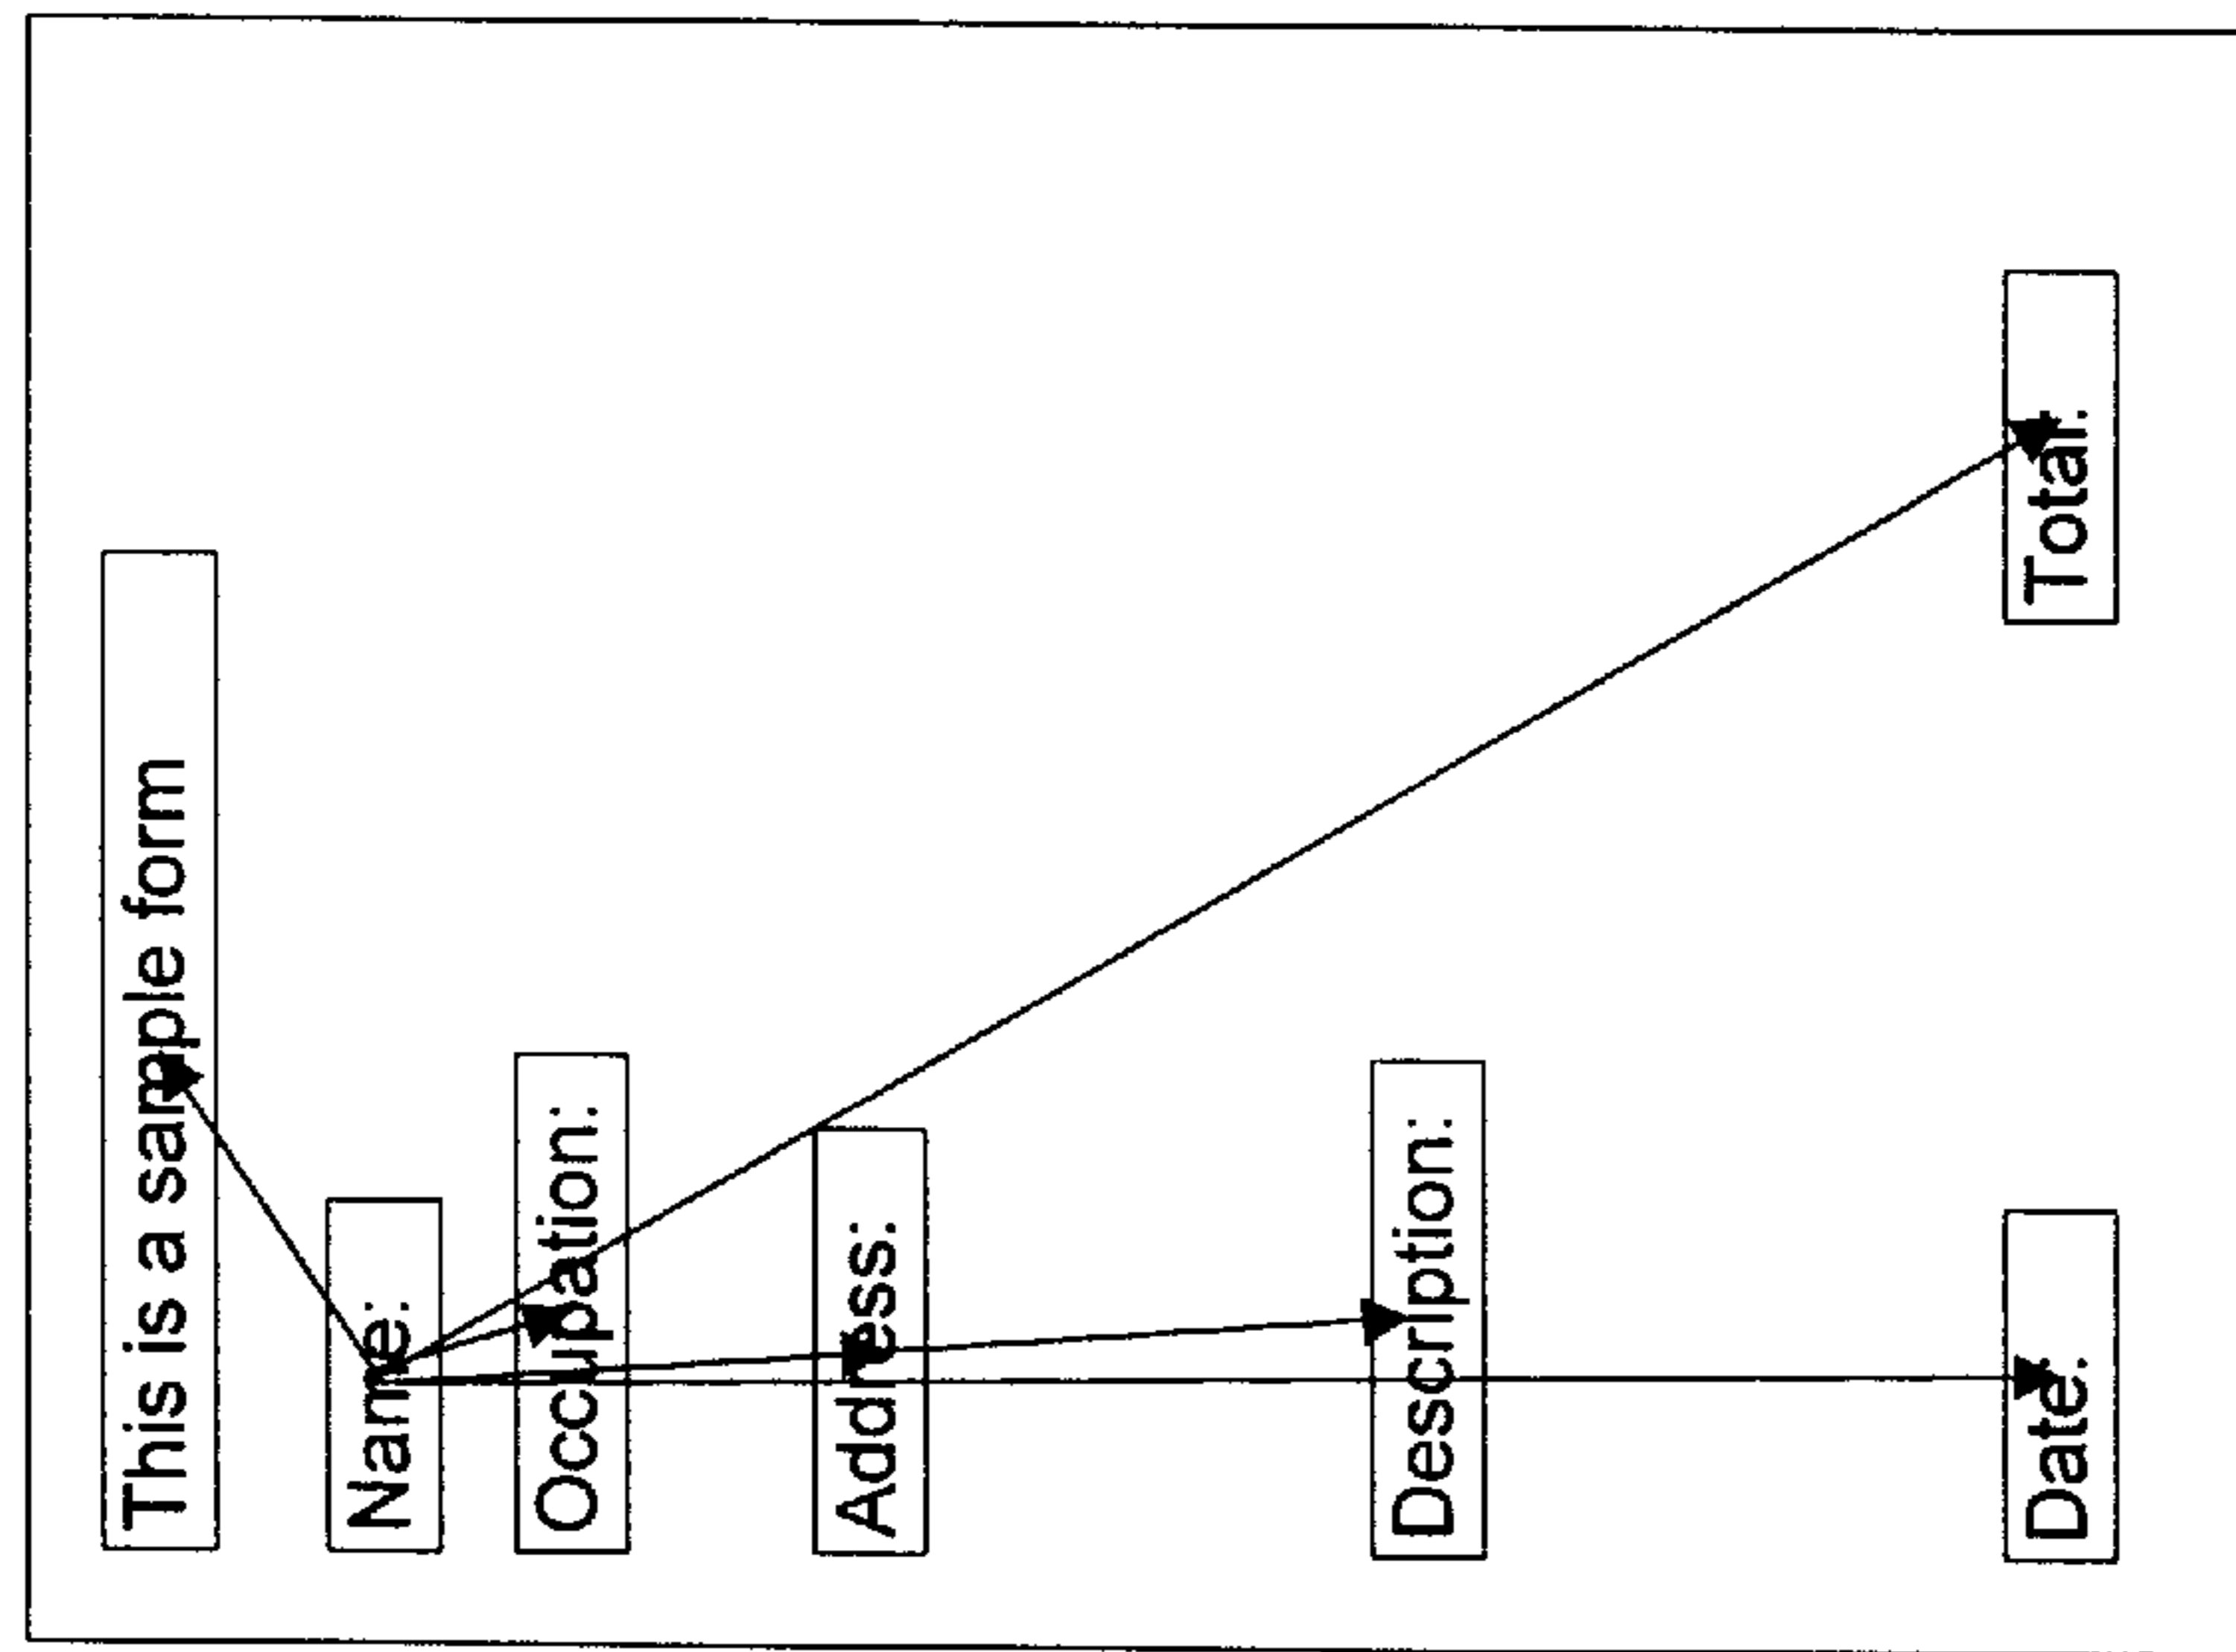 This is a sample form
Name:
Occupation:
Address:
Description:
Date: Total: